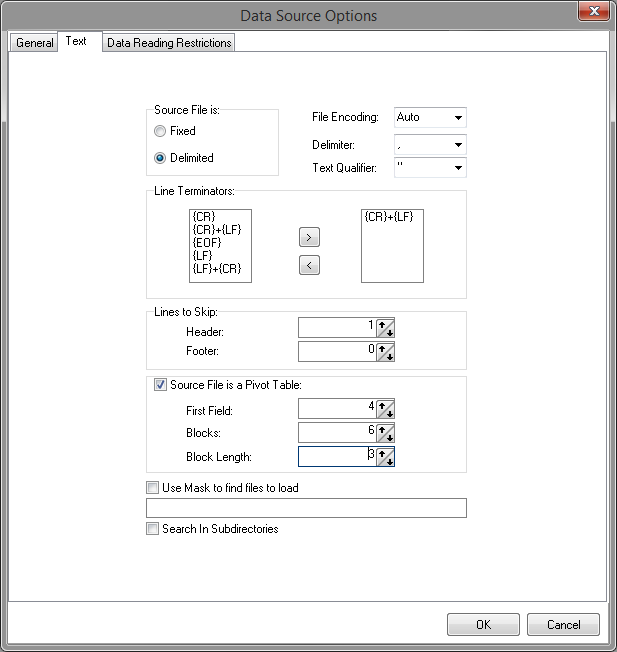 Data Source Options
General Text Data Reading Restrictions
Source File is:
Fixed
Delimited
File Encoding: Auto
Delimiter: ,
Text Qualifier: "
Line Terminators:
{CR}
{CR}+{LF}
{EOF}
{LF}
{LF}+{CR}
>
<
{CR}+{LF}
Lines to Skip:
Header: 1
Footer: 0
Source File is a Pivot Table:
First Field: 4
Blocks: 6
Block Length: 3
Use Mask to find files to load
Search In Subdirectories
OK Cancel